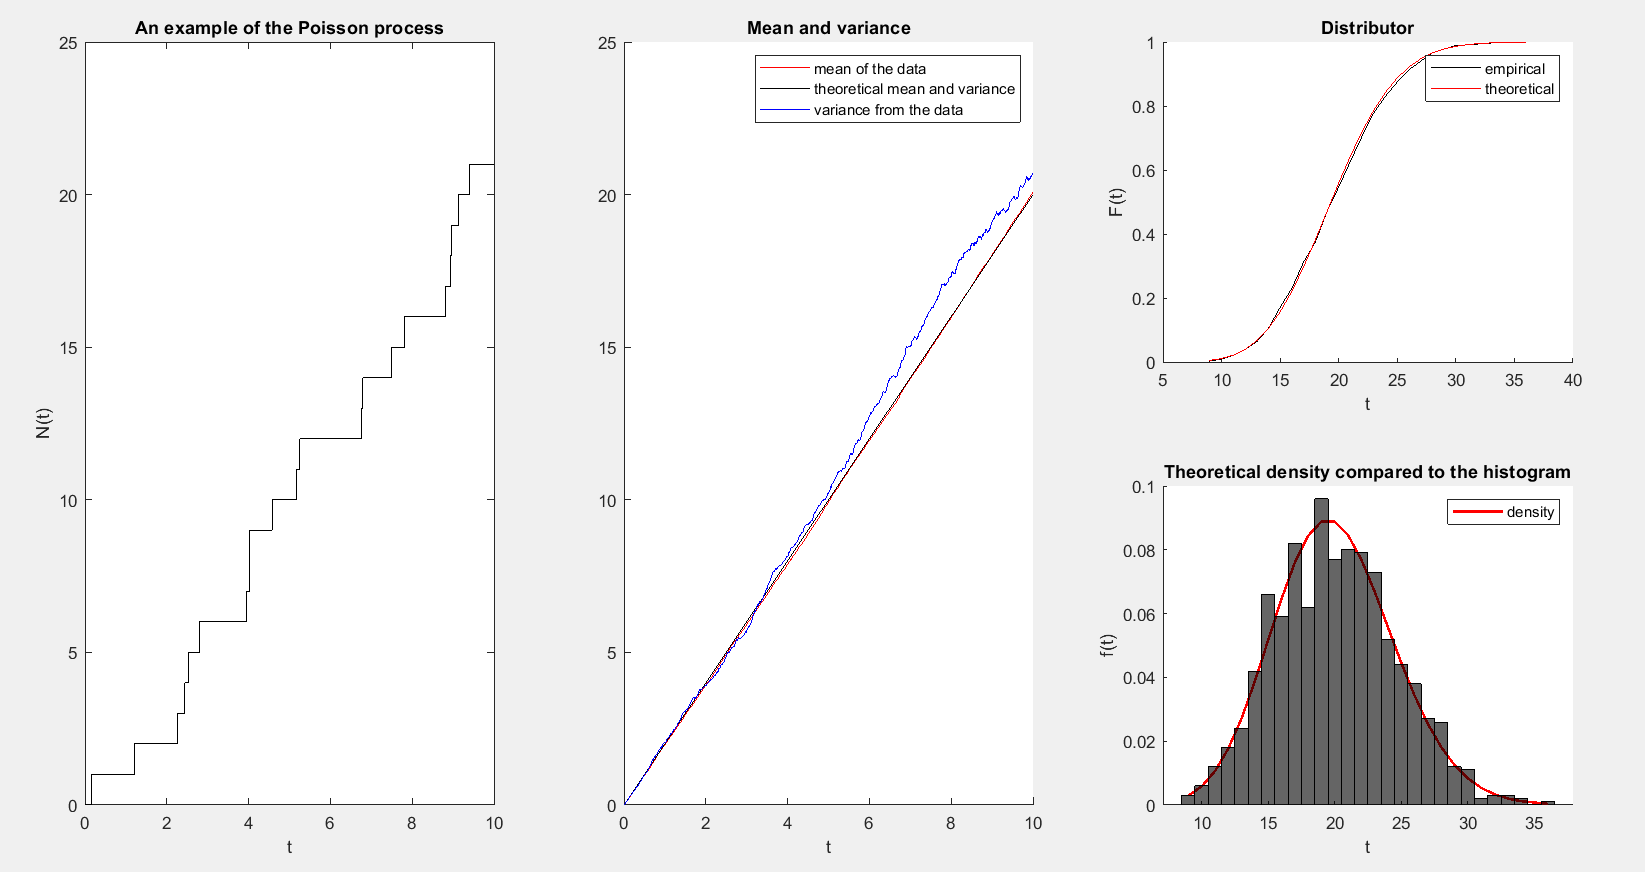 An example of the Poisson process
25
20
15
10
5
0
N(t)
0 2 4 6 8 10
t
Mean and variance
mean of the data
theoretical mean and variance
variance from the data
25
20
15
10
5
0
0 2 4 6 8 10
t
Distributor
empirical
theoretical
1
0.8
0.6
0.4
0.2
0
F(t)
5 10 15 20 25 30 35 40
t
Theoretical density compared to the histogram
density
0.1
0.08
0.06
0.04
0.02
0
f(t)
10 15 20 25 30 35
t